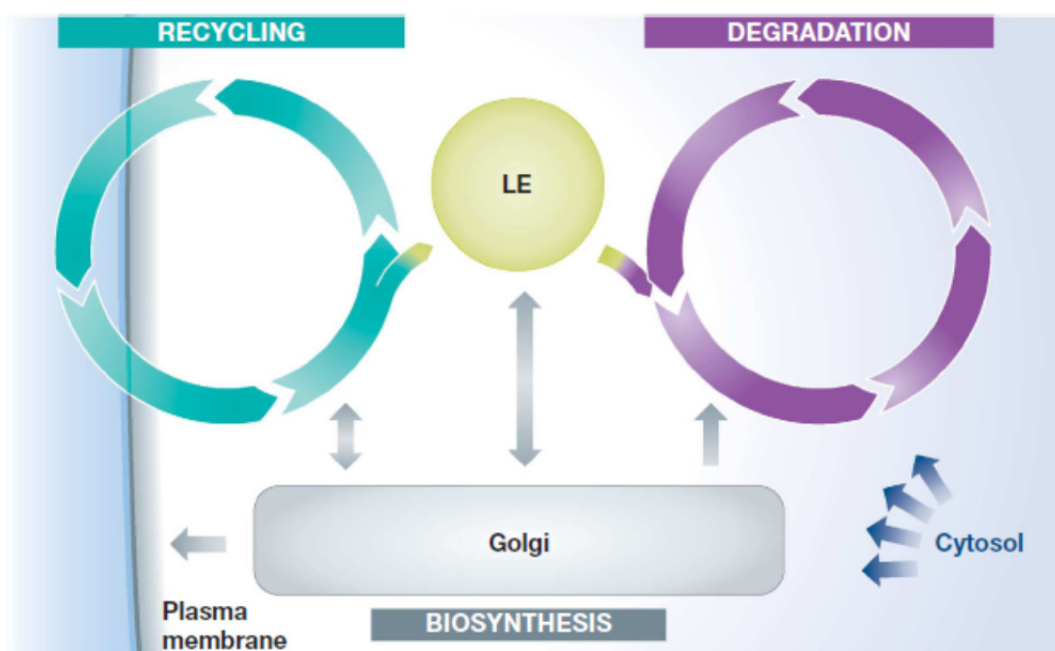 RECYCLING
DEGRADATION
LE
Golgi
Cytosol
Plasma
membrane
BIOSYNTHESIS